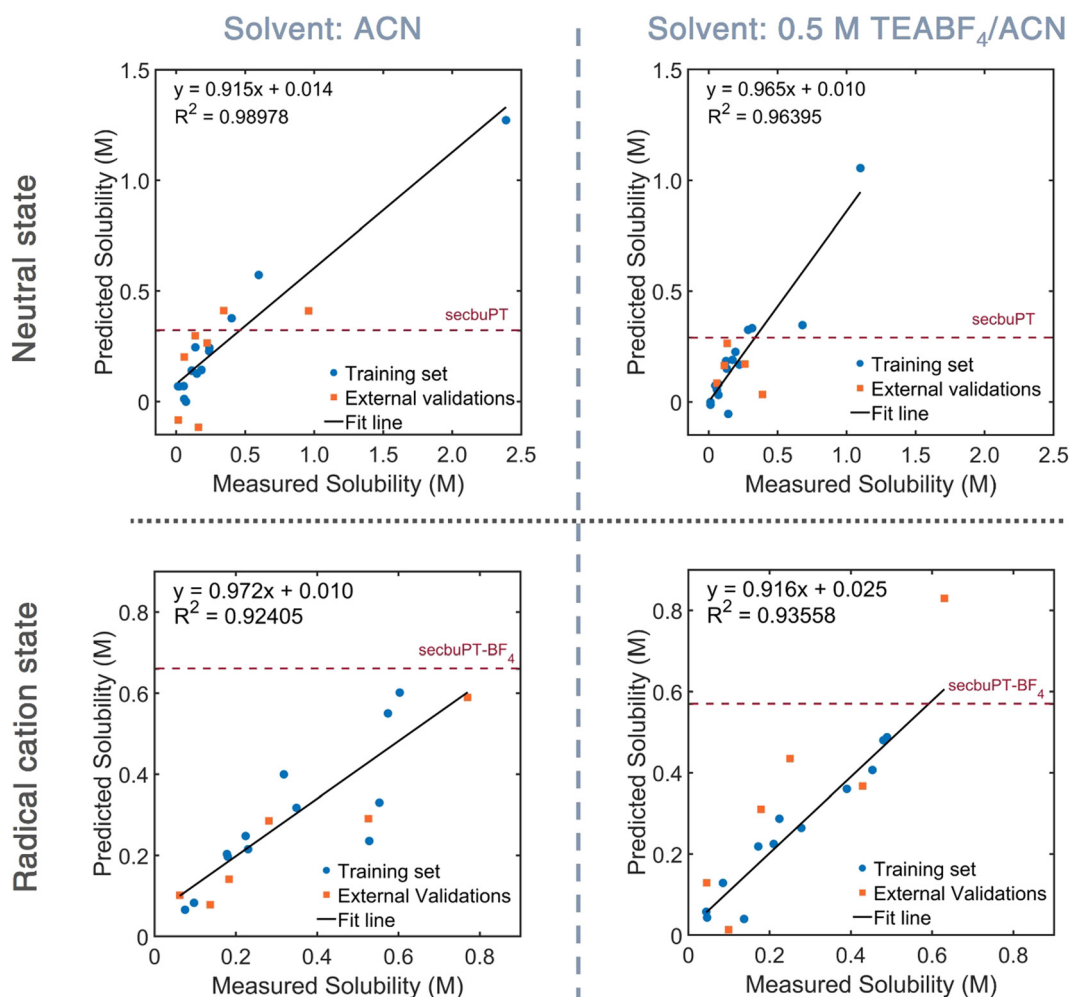 Solvent: ACN
Solvent: 0.5 M TEABF4/ACN
Neutral state
Radical cation state
y = 0.915x + 0.014
R2 = 0.98978
1.5
1.0
0.5
0
Predicted Solubility (M)
secbuPT
Training set
External validations
Fit line
0 0.5 1.0 1.5 2.0 2.5
Measured Solubility (M)
y = 0.965x + 0.010
R2 = 0.96395
1.5
1.0
0.5
0
Predicted Solubility (M)
secbuPT
Training set
External validations
Fit line
0 0.5 1.0 1.5 2.0 2.5
Measured Solubility (M)
y = 0.972x + 0.010
R2 = 0.92405
0.8
0.6
0.4
0.2
0
Predicted Solubility (M)
secbuPT-BF4
Training set
External Validations
Fit line
0 0.2 0.4 0.6 0.8
Measured Solubility (M)
y = 0.916x + 0.025
R2 = 0.93558
0.8
0.6
0.4
0.2
0
Predicted Solubility (M)
secbuPT-BF4
Training set
External Validations
Fit line
0 0.2 0.4 0.6 0.8
Measured Solubility (M)